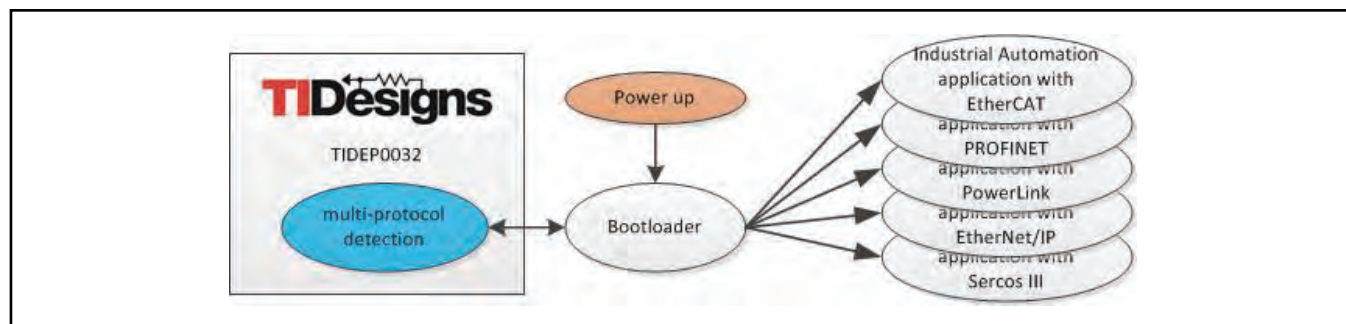 TIDesigns
TIDEP0032
multi-protocol
detection
Power up
Bootloader
Industrial Automation
application with
EtherCAT
application with
PROFINET
application with
PowerLink
application with
EtherNet/IP
application with
Sercos III